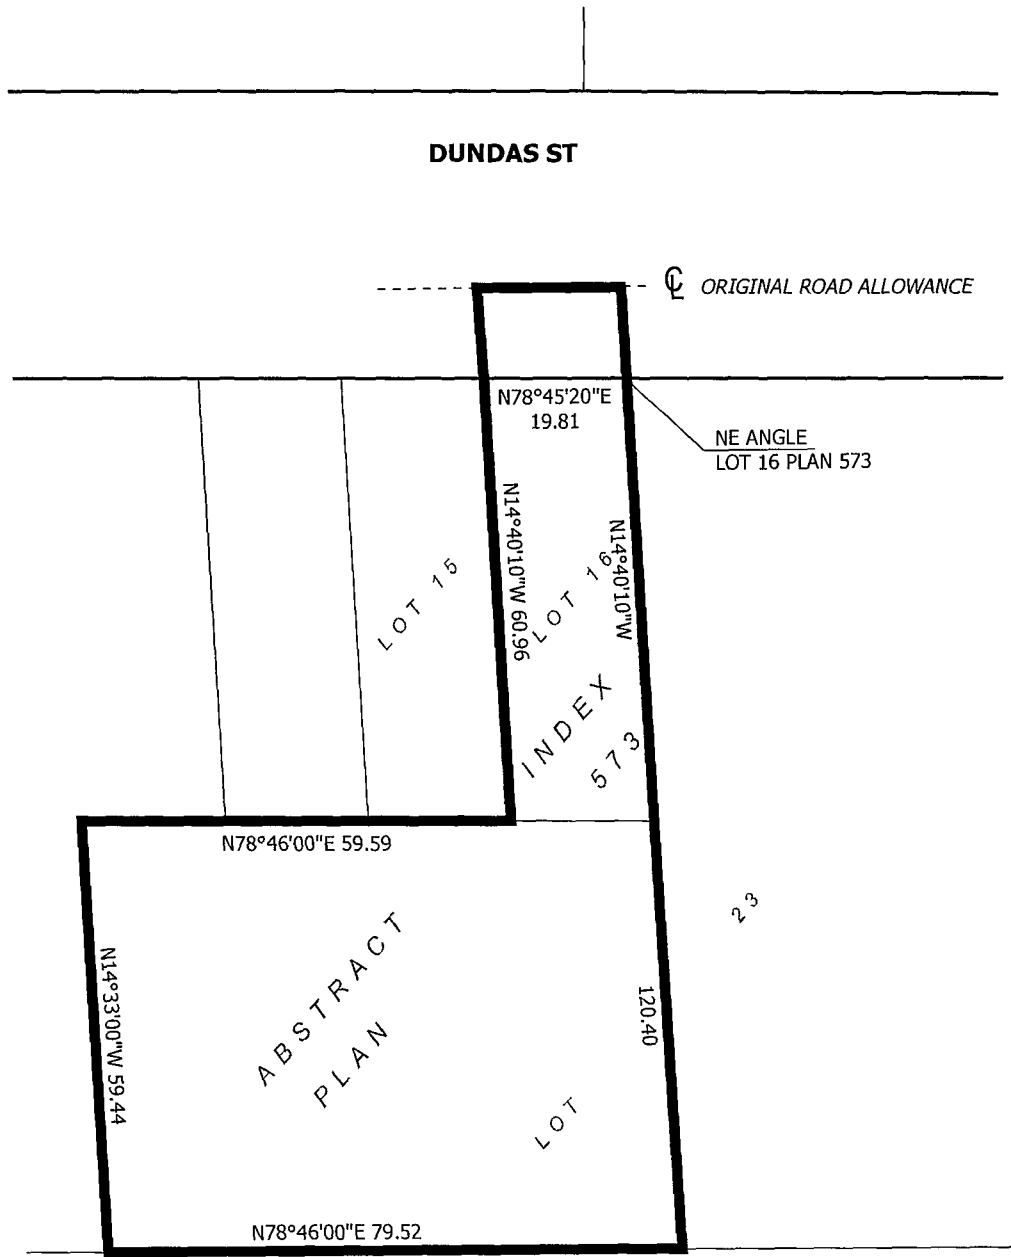 DUNDAS ST
℄ ORIGINAL ROAD ALLOWANCE
N78°45'20"E
19.81
NE ANGLE
LOT 16 PLAN 573
N14°40'10"W 60.96
N14°40'10"W
LOT 15
LOT 16
INDEX
573
N78°46'00"E 59.59
23
ABSTRACT
PLAN
N14°33'00"W 59.44
120.40
LOT
N78°46'00"E 79.52